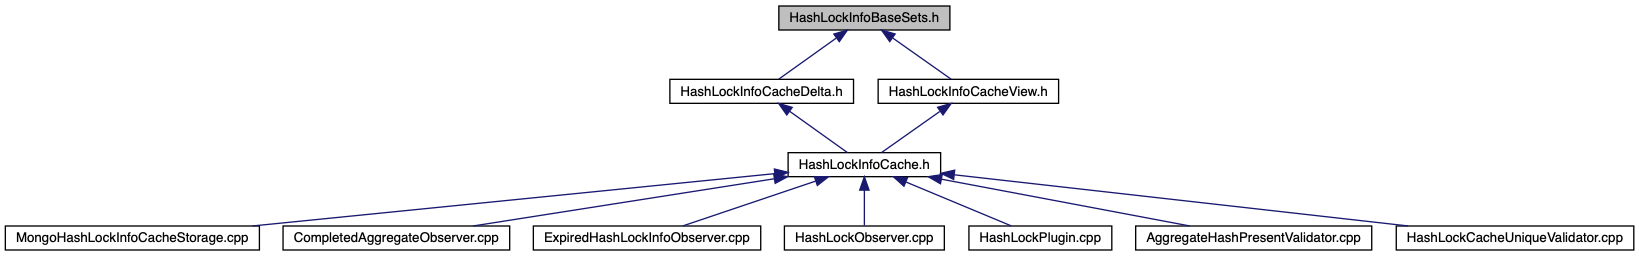 HashLockInfoBaseSets.h
HashLockInfoCacheDelta.h
HashLockInfoCacheView.h
HashLockInfoCache.h
MongoHashLockInfoCacheStorage.cpp
CompletedAggregateObserver.cpp
ExpiredHashLockInfoObserver.cpp
HashLockObserver.cpp
HashLockPlugin.cpp
AggregateHashPresentValidator.cpp
HashLockCacheUniqueValidator.cpp